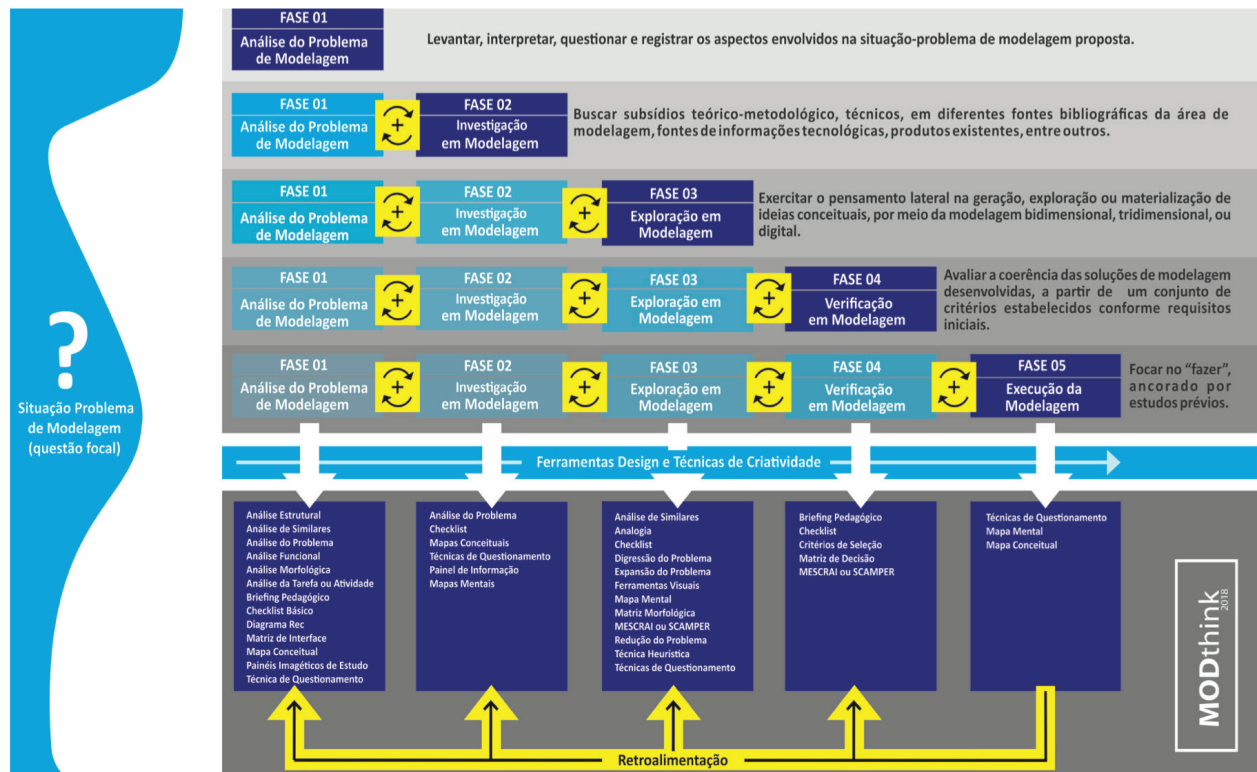 FASE 01
Análise do Problema
de Modelagem
Levantar, interpretar, questionar e registrar os aspectos envolvidos na situação-problema de modelagem proposta.
FASE 01
Análise do Problema
de Modelagem
+
FASE 02
Investigação
em Modelagem
Buscar subsídios teórico-metodológico, técnicos, em diferentes fontes bibliográficas da área de
modelagem, fontes de informações tecnológicas, produtos existentes, entre outros.
FASE 01
Análise do Problema
de Modelagem
+
FASE 02
Investigação
em Modelagem
+
FASE 03
Exploração em
Modelagem
Exercitar o pensamento lateral na geração, exploração ou materialização de
ideias conceituais, por meio da modelagem bidimensional, tridimensional, ou
digital.
FASE 01
Análise do Problema
de Modelagem
+
FASE 02
Investigação
em Modelagem
+
FASE 03
Exploração em
Modelagem
+
FASE 04
Verificação
em Modelagem
Avaliar a coerência das soluções de modelagem
desenvolvidas, a partir de um conjunto de
critérios estabelecidos conforme requisitos
iniciais.
FASE 01
Análise do Problema
de Modelagem
+
FASE 02
Investigação
em Modelagem
+
FASE 03
Exploração em
Modelagem
+
FASE 04
Verificação
em Modelagem
+
FASE 05
Execução da
Modelagem
Focar no “fazer”,
ancorado por
estudos prévios.
?
Situação Problema
de Modelagem
(questão focal)
Ferramentas Design e Técnicas de Criatividade
Análise Estrutural
Análise de Similares
Análise do Problema
Análise Funcional
Análise Morfológica
Análise da Tarefa ou Atividade
Briefing Pedagógico
Checklist Básico
Diagrama Rec
Matriz de Interface
Mapa Conceitual
Painéis Imagéticos de Estudo
Técnica de Questionamento
Análise do Problema
Checklist
Mapas Conceituais
Técnicas de Questionamento
Painel de Informação
Mapas Mentais
Análise de Similares
Analogia
Checklist
Digressão do Problema
Expansão do Problema
Ferramentas Visuais
Mapa Mental
Matriz Morfológica
MESCRAI ou SCAMPER
Redução do Problema
Técnica Heurística
Técnicas de Questionamento
Briefing Pedagógico
Checklist
Critérios de Seleção
Matriz de Decisão
MESCRAI ou SCAMPER
Técnicas de Questionamento
Mapa Mental
Mapa Conceitual
MODthink
2018
Retroalimentação